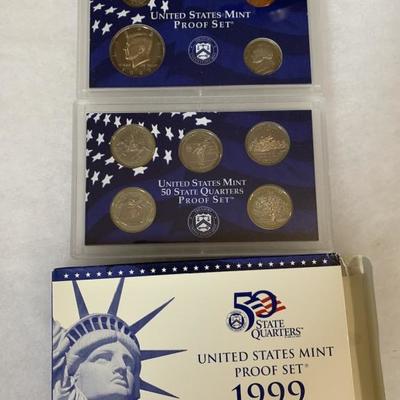 UNITED STATES MINT
PROOF SET®
UNITED STATES MINT
50 STATE QUARTERS
PROOF SET™
50
STATE
QUARTERS
UNITED STATES MINT
PROOF SET®
1999